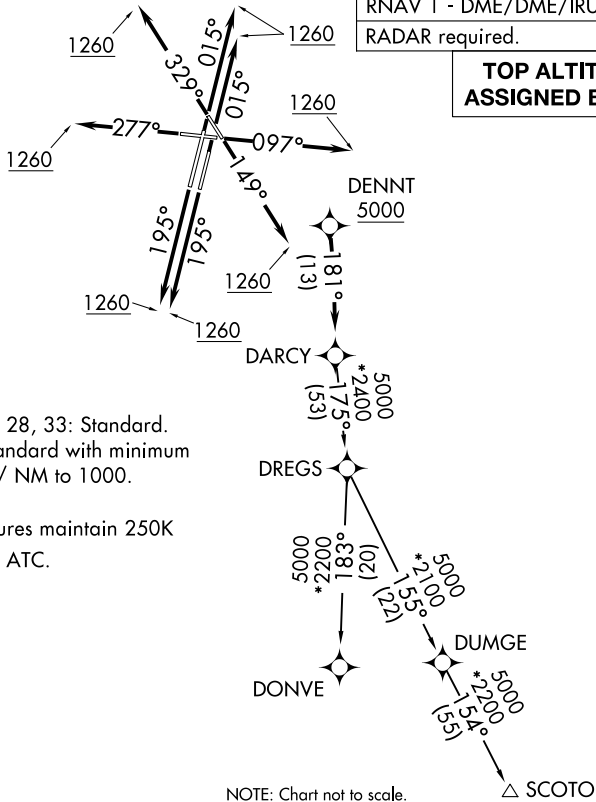 RNAV 1 - DME/DME/IRU
RADAR required.
TOP ALTIT
ASSIGNED B
1260
1260
015°
015°
329°
1260
277°
097°
1260
149°
195°
195°
1260
1260
1260
DENNT
5000
181°
(13)
DARCY
5000
*2400
175°
(53)
28, 33: Standard.
andard with minimum
/ NM to 1000.
DREGS
ures maintain 250K
ATC.
5000
*2200
183°
(20)
5000
*2100
155°
(22)
DUMGE
DONVE
5000
*2200
154°
(55)
NOTE: Chart not to scale.
SCOTO